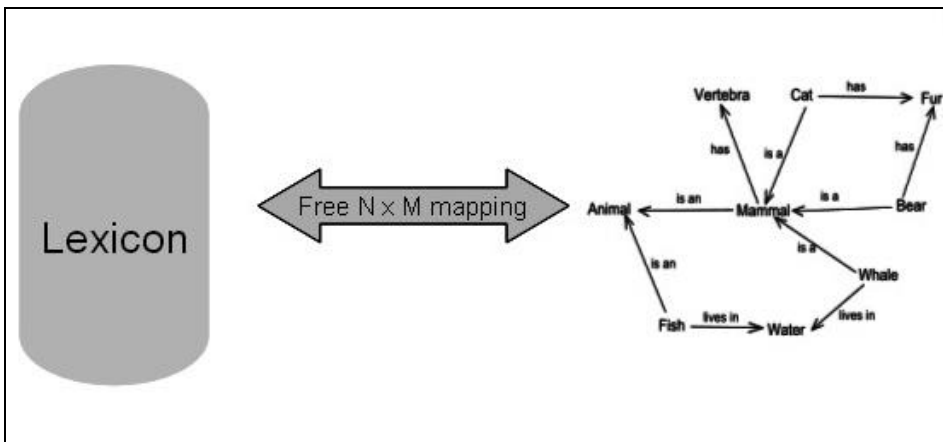 Lexicon
Free N x M mapping
Vertebra
Cat
has
Fur
has
is a
has
Animal
is an
Mammal
is a
Bear
is an
is a
Whale
Fish
lives in
Water
lives in